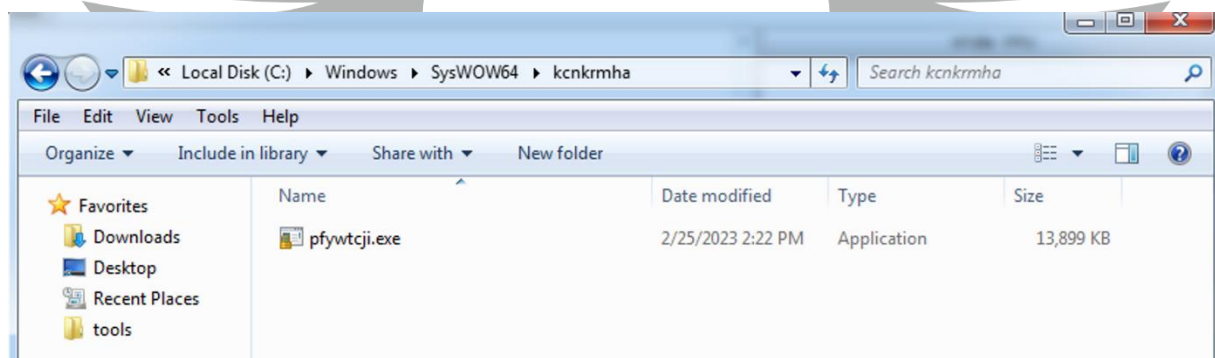 « Local Disk (C:) ▸ Windows ▸ SysWOW64 ▸ kcnkrmha Search kcnkrmha
File Edit View Tools Help
Organize Include in library Share with New folder
Name Date modified Type Size
Favorites
Downloads
Desktop
Recent Places
tools
pfywtcji.exe 2/25/2023 2:22 PM Application 13,899 KB